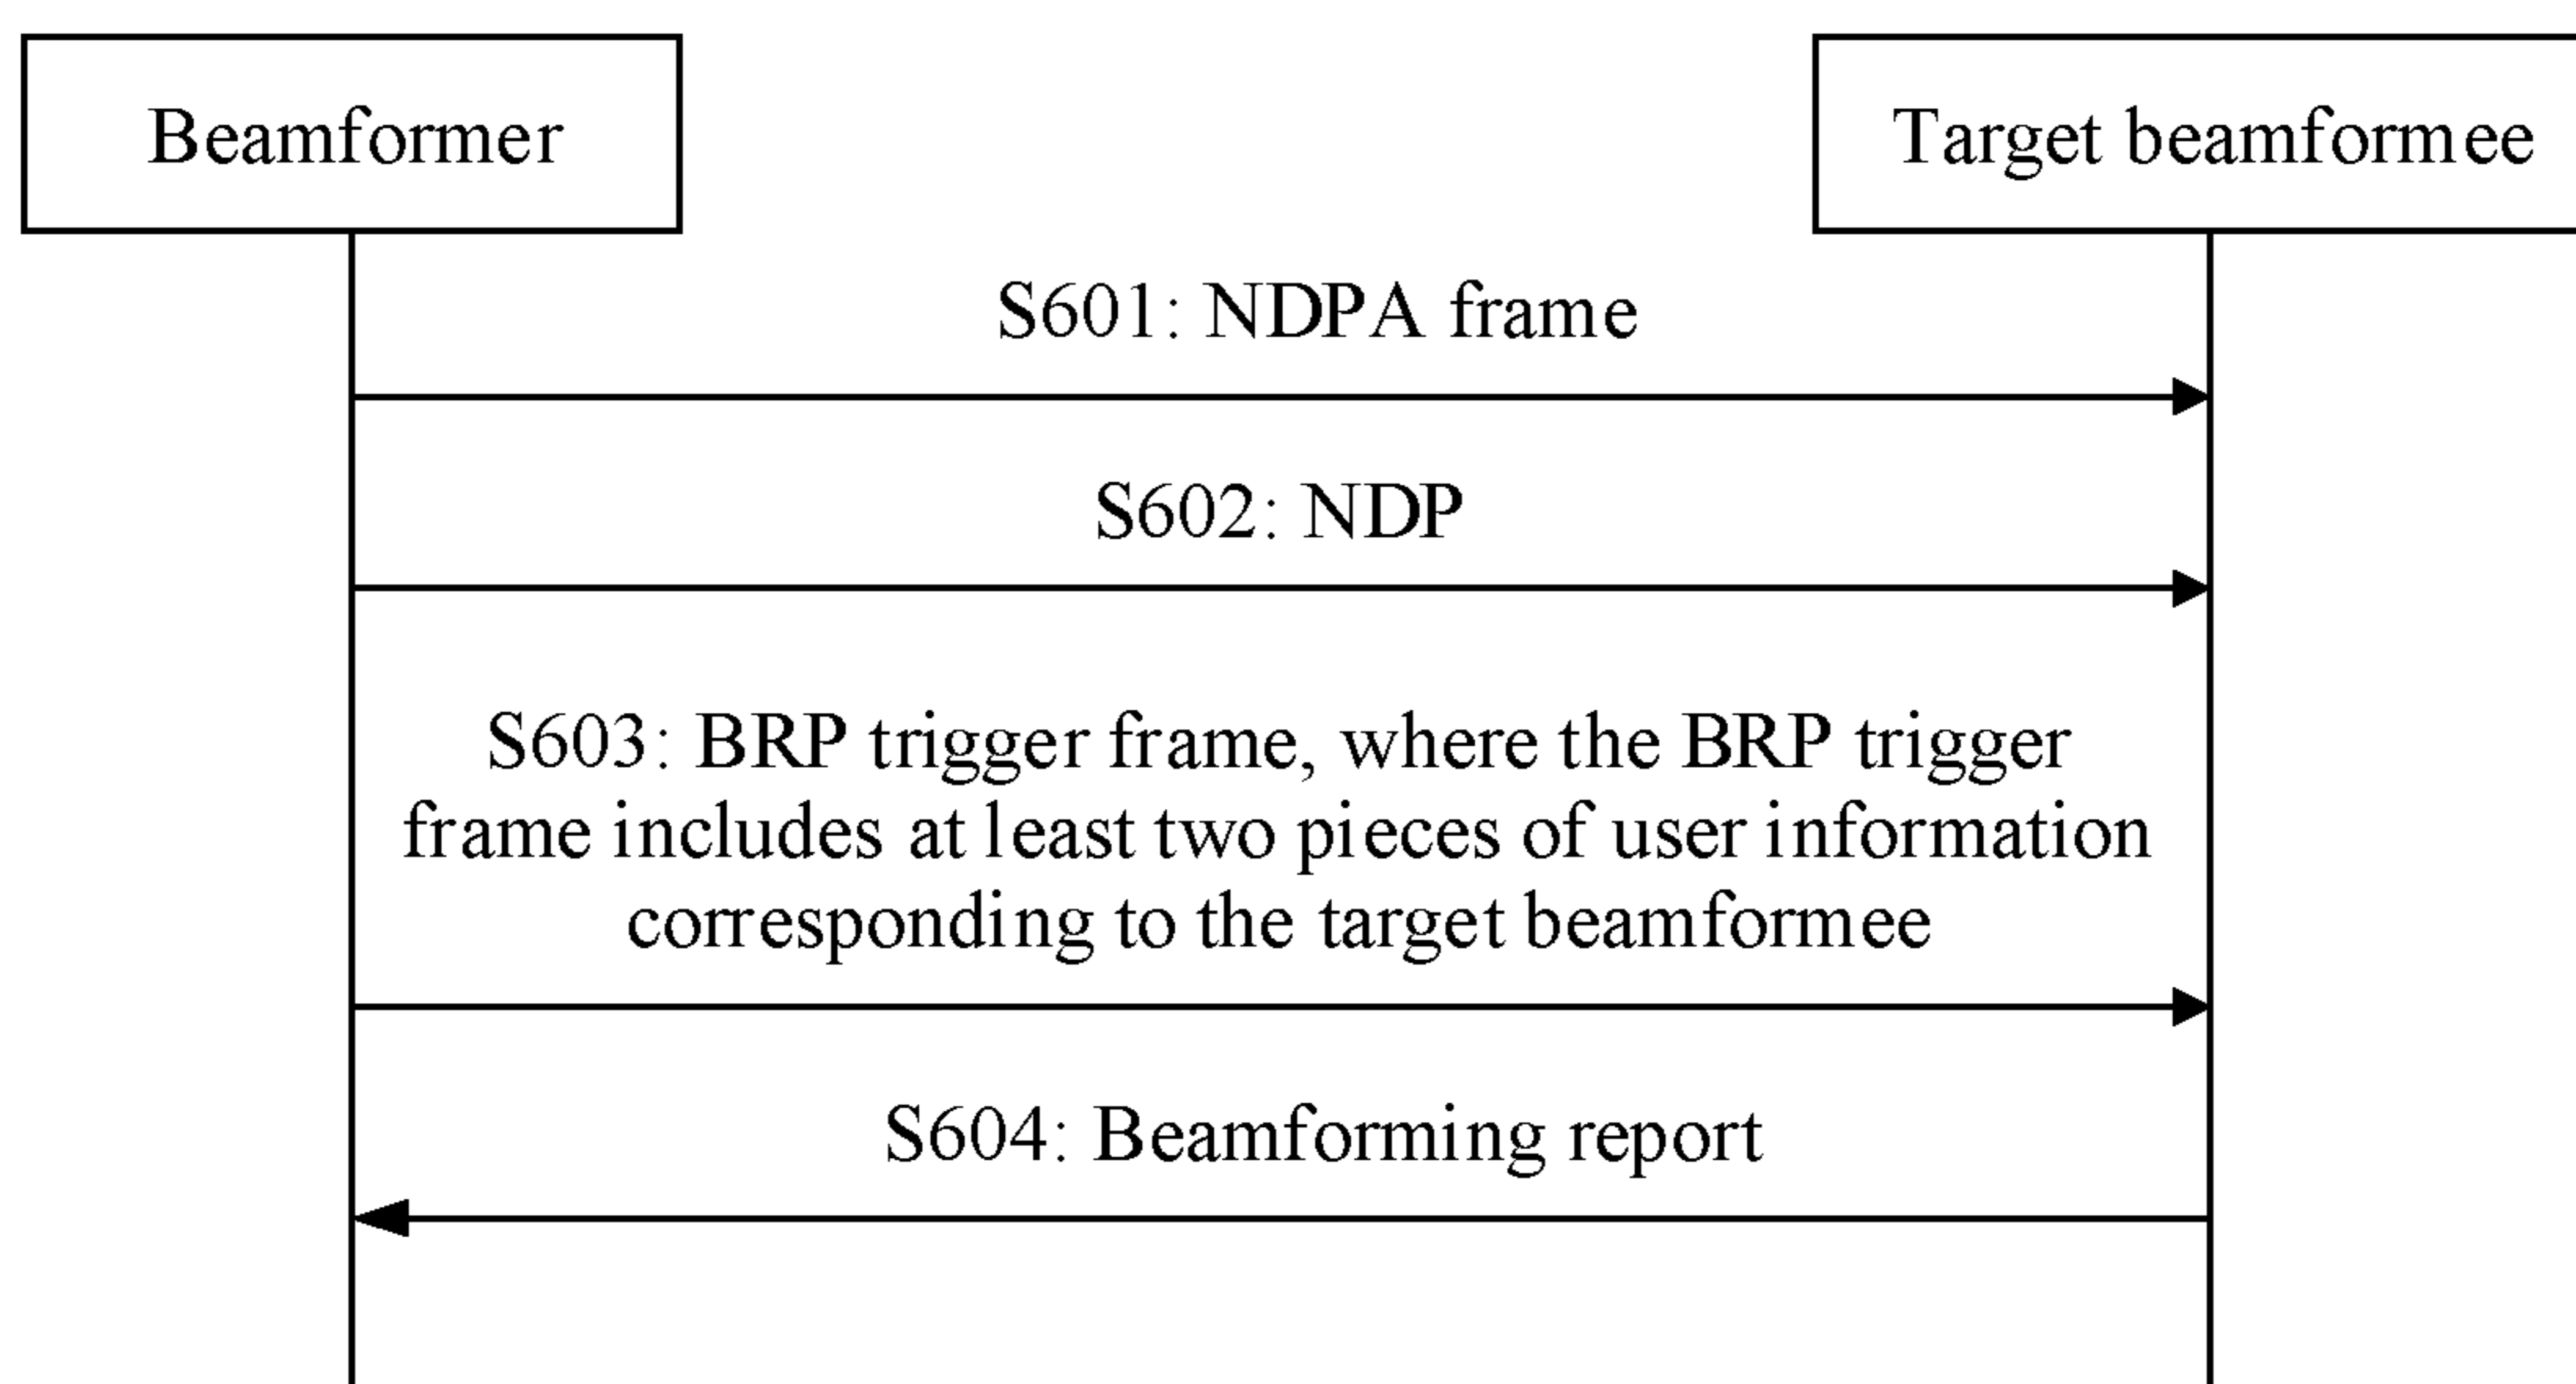 Beamformer
Target beamformee
S601: NDPA frame
S602: NDP
S603: BRP trigger frame, where the BRP trigger
frame includes at least two pieces of user information
corresponding to the target beamformee
S604: Beamforming report